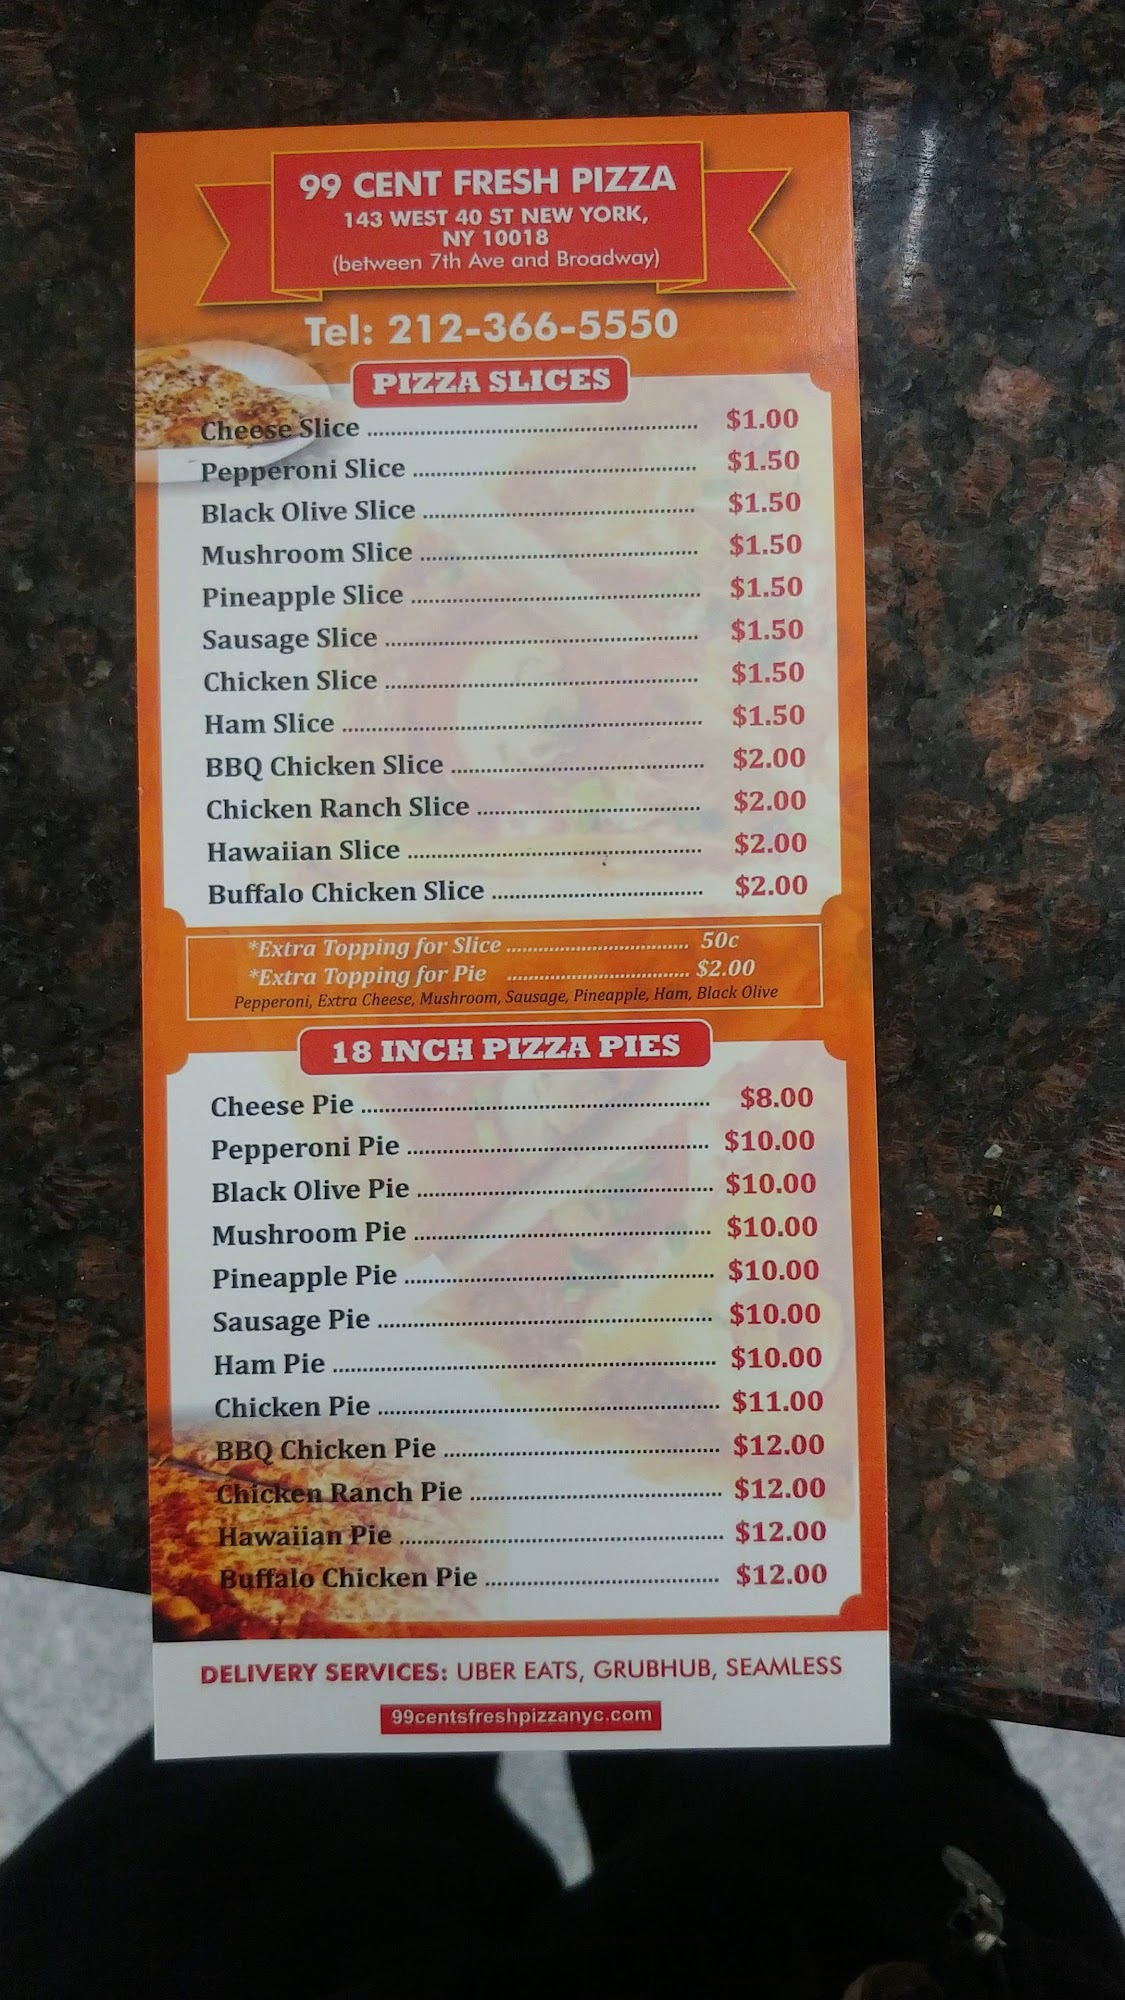 99 CENT FRESH PIZZA
143 WEST 40 ST NEW YORK,
NY 10018
(between 7th Ave and Broadway)
Tel: 212-366-5550
PIZZA SLICES
Cheese Slice ........ $1.00
Pepperoni Slice ........ $1.50
Black Olive Slice ........ $1.50
Mushroom Slice ........ $1.50
Pineapple Slice ........ $1.50
Sausage Slice ........ $1.50
Chicken Slice ........ $1.50
Ham Slice ........ $1.50
BBQ Chicken Slice ........ $2.00
Chicken Ranch Slice ........ $2.00
Hawaiian Slice ........ $2.00
Buffalo Chicken Slice ........ $2.00
*Extra Topping for Slice ........ 50c
*Extra Topping for Pie ........ $2.00
Pepperoni, Extra Cheese, Mushroom, Sausage, Pineapple, Ham, Black Olive
18 INCH PIZZA PIES
Cheese Pie ........ $8.00
Pepperoni Pie ........ $10.00
Black Olive Pie ........ $10.00
Mushroom Pie ........ $10.00
Pineapple Pie ........ $10.00
Sausage Pie ........ $10.00
Ham Pie ........ $10.00
Chicken Pie ........ $11.00
BBQ Chicken Pie ........ $12.00
Chicken Ranch Pie ........ $12.00
Hawaiian Pie ........ $12.00
Buffalo Chicken Pie ........ $12.00
DELIVERY SERVICES: UBER EATS, GRUBHUB, SEAMLESS
99centsfreshpizzanyc.com